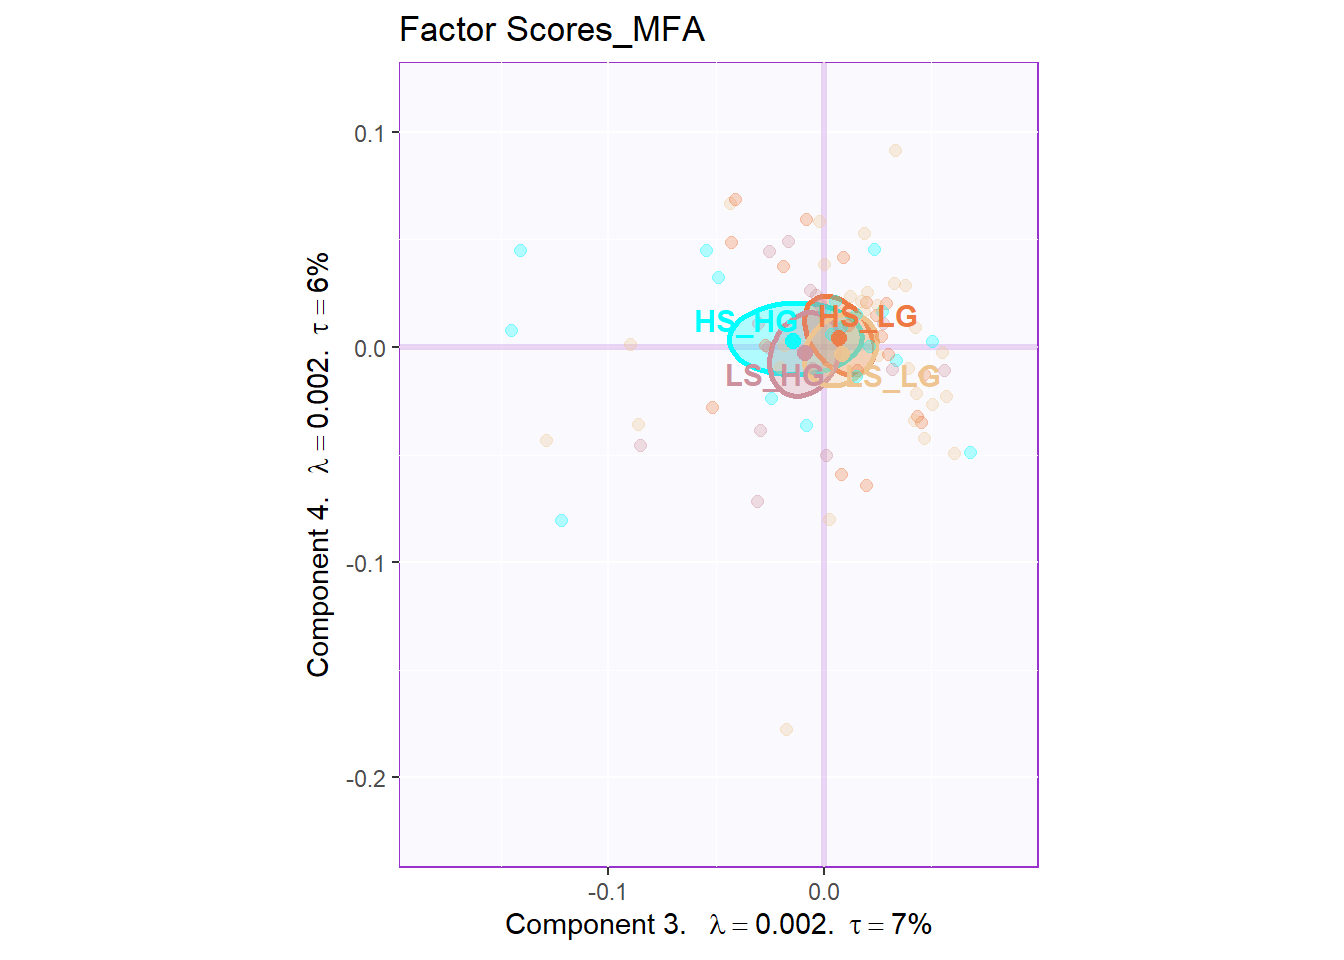 Factor Scores_MFA
Component 4.   λ = 0.002.  τ = 6%
0.1
0.0
-0.1
-0.2
HS_HG
HS_LG
LS_HG
LS_LG
-0.1
0.0
Component 3.   λ = 0.002.  τ = 7%